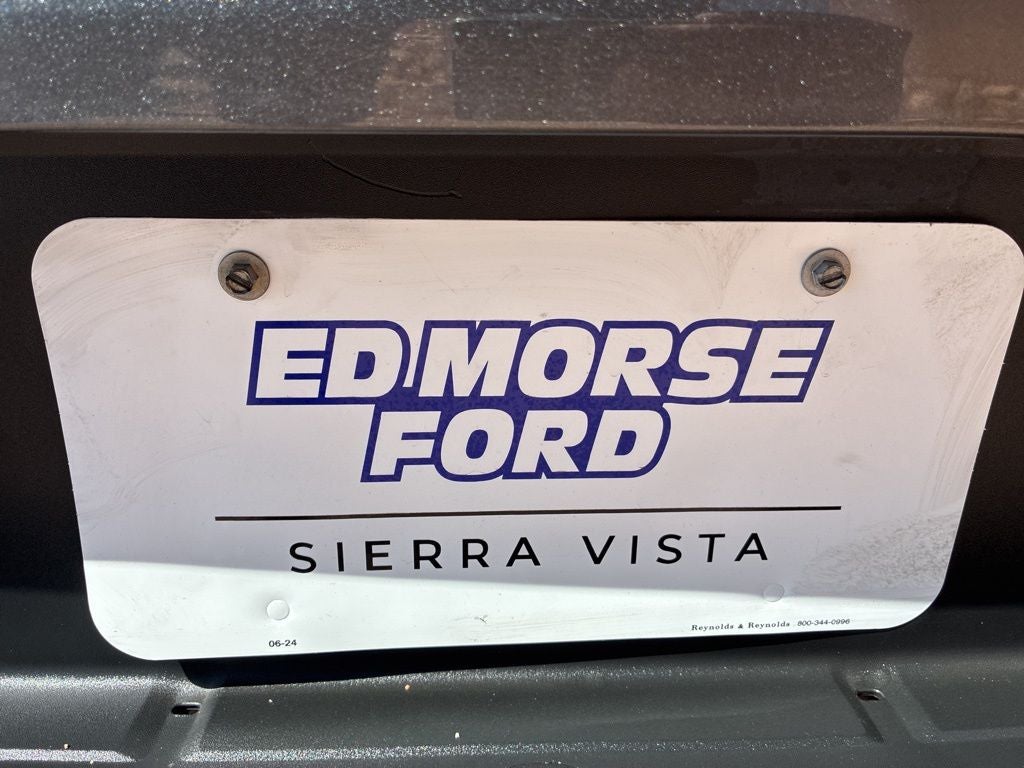 ED MORSE
FORD
SIERRA VISTA
06-24
Reynolds & Reynolds 800-344-0996